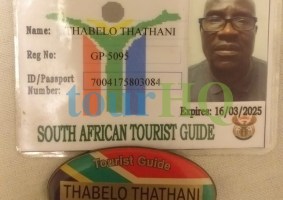 Name: THABELO THATHANI
Reg No: GP 5095
ID/Passport Number: 7004175803084
tourHQ
Expires: 16/03/2025
SOUTH AFRICAN TOURIST GUIDE
Tourist Guide
THABELO THATHANI